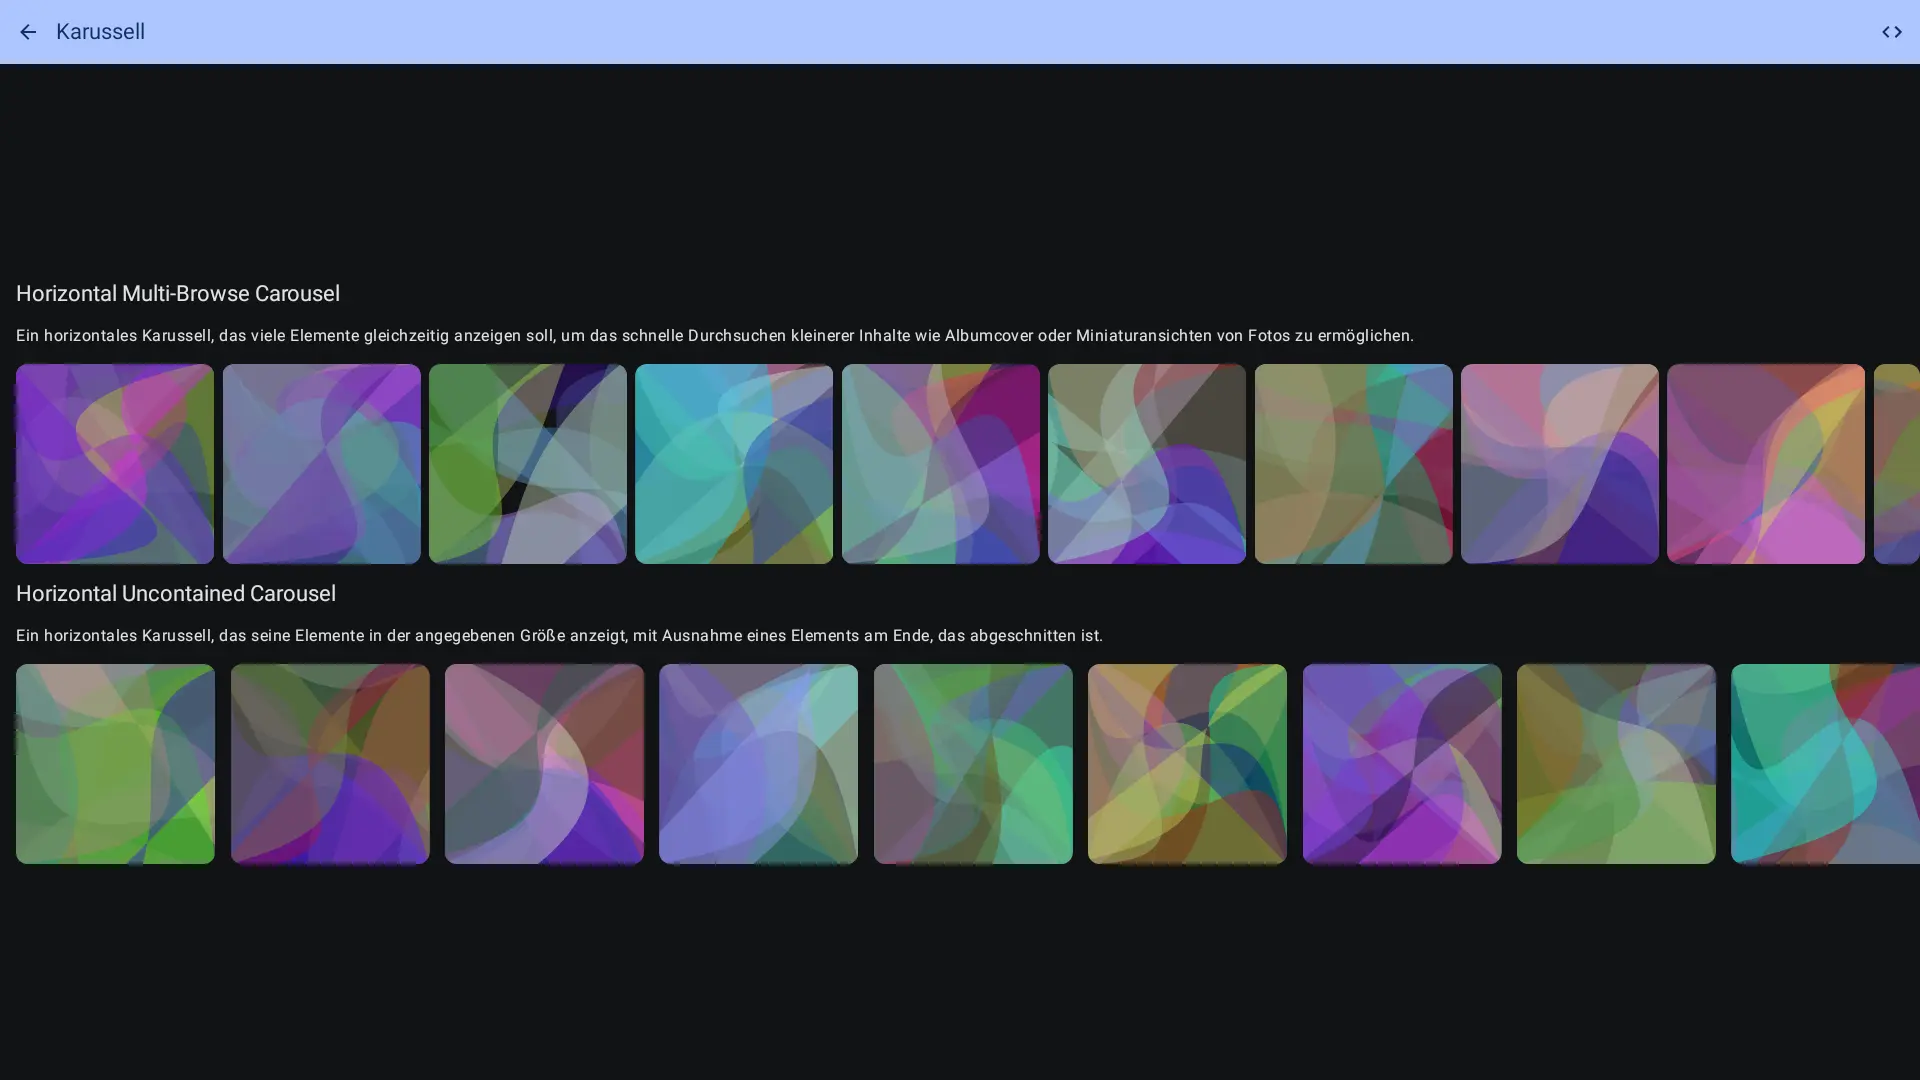 Karussell
Horizontal Multi-Browse Carousel
Ein horizontales Karussell, das viele Elemente gleichzeitig anzeigen soll, um das schnelle Durchsuchen kleinerer Inhalte wie Albumcover oder Miniaturansichten von Fotos zu ermöglichen.
Horizontal Uncontained Carousel
Ein horizontales Karussell, das seine Elemente in der angegebenen Größe anzeigt, mit Ausnahme eines Elements am Ende, das abgeschnitten ist.